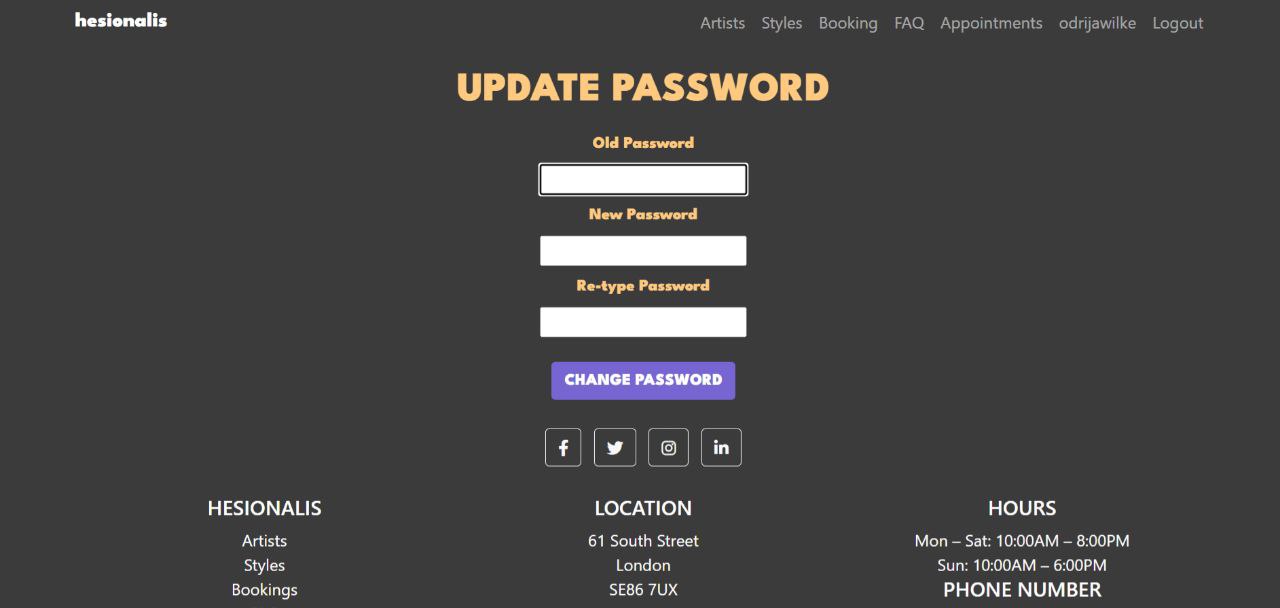 hesionalis
Artists Styles Booking FAQ Appointments odrijawilke Logout
UPDATE PASSWORD
Old Password
New Password
Re-type Password
CHANGE PASSWORD
HESIONALIS
Artists
Styles
Bookings
LOCATION
61 South Street
London
SE86 7UX
HOURS
Mon – Sat: 10:00AM – 8:00PM
Sun: 10:00AM – 6:00PM
PHONE NUMBER